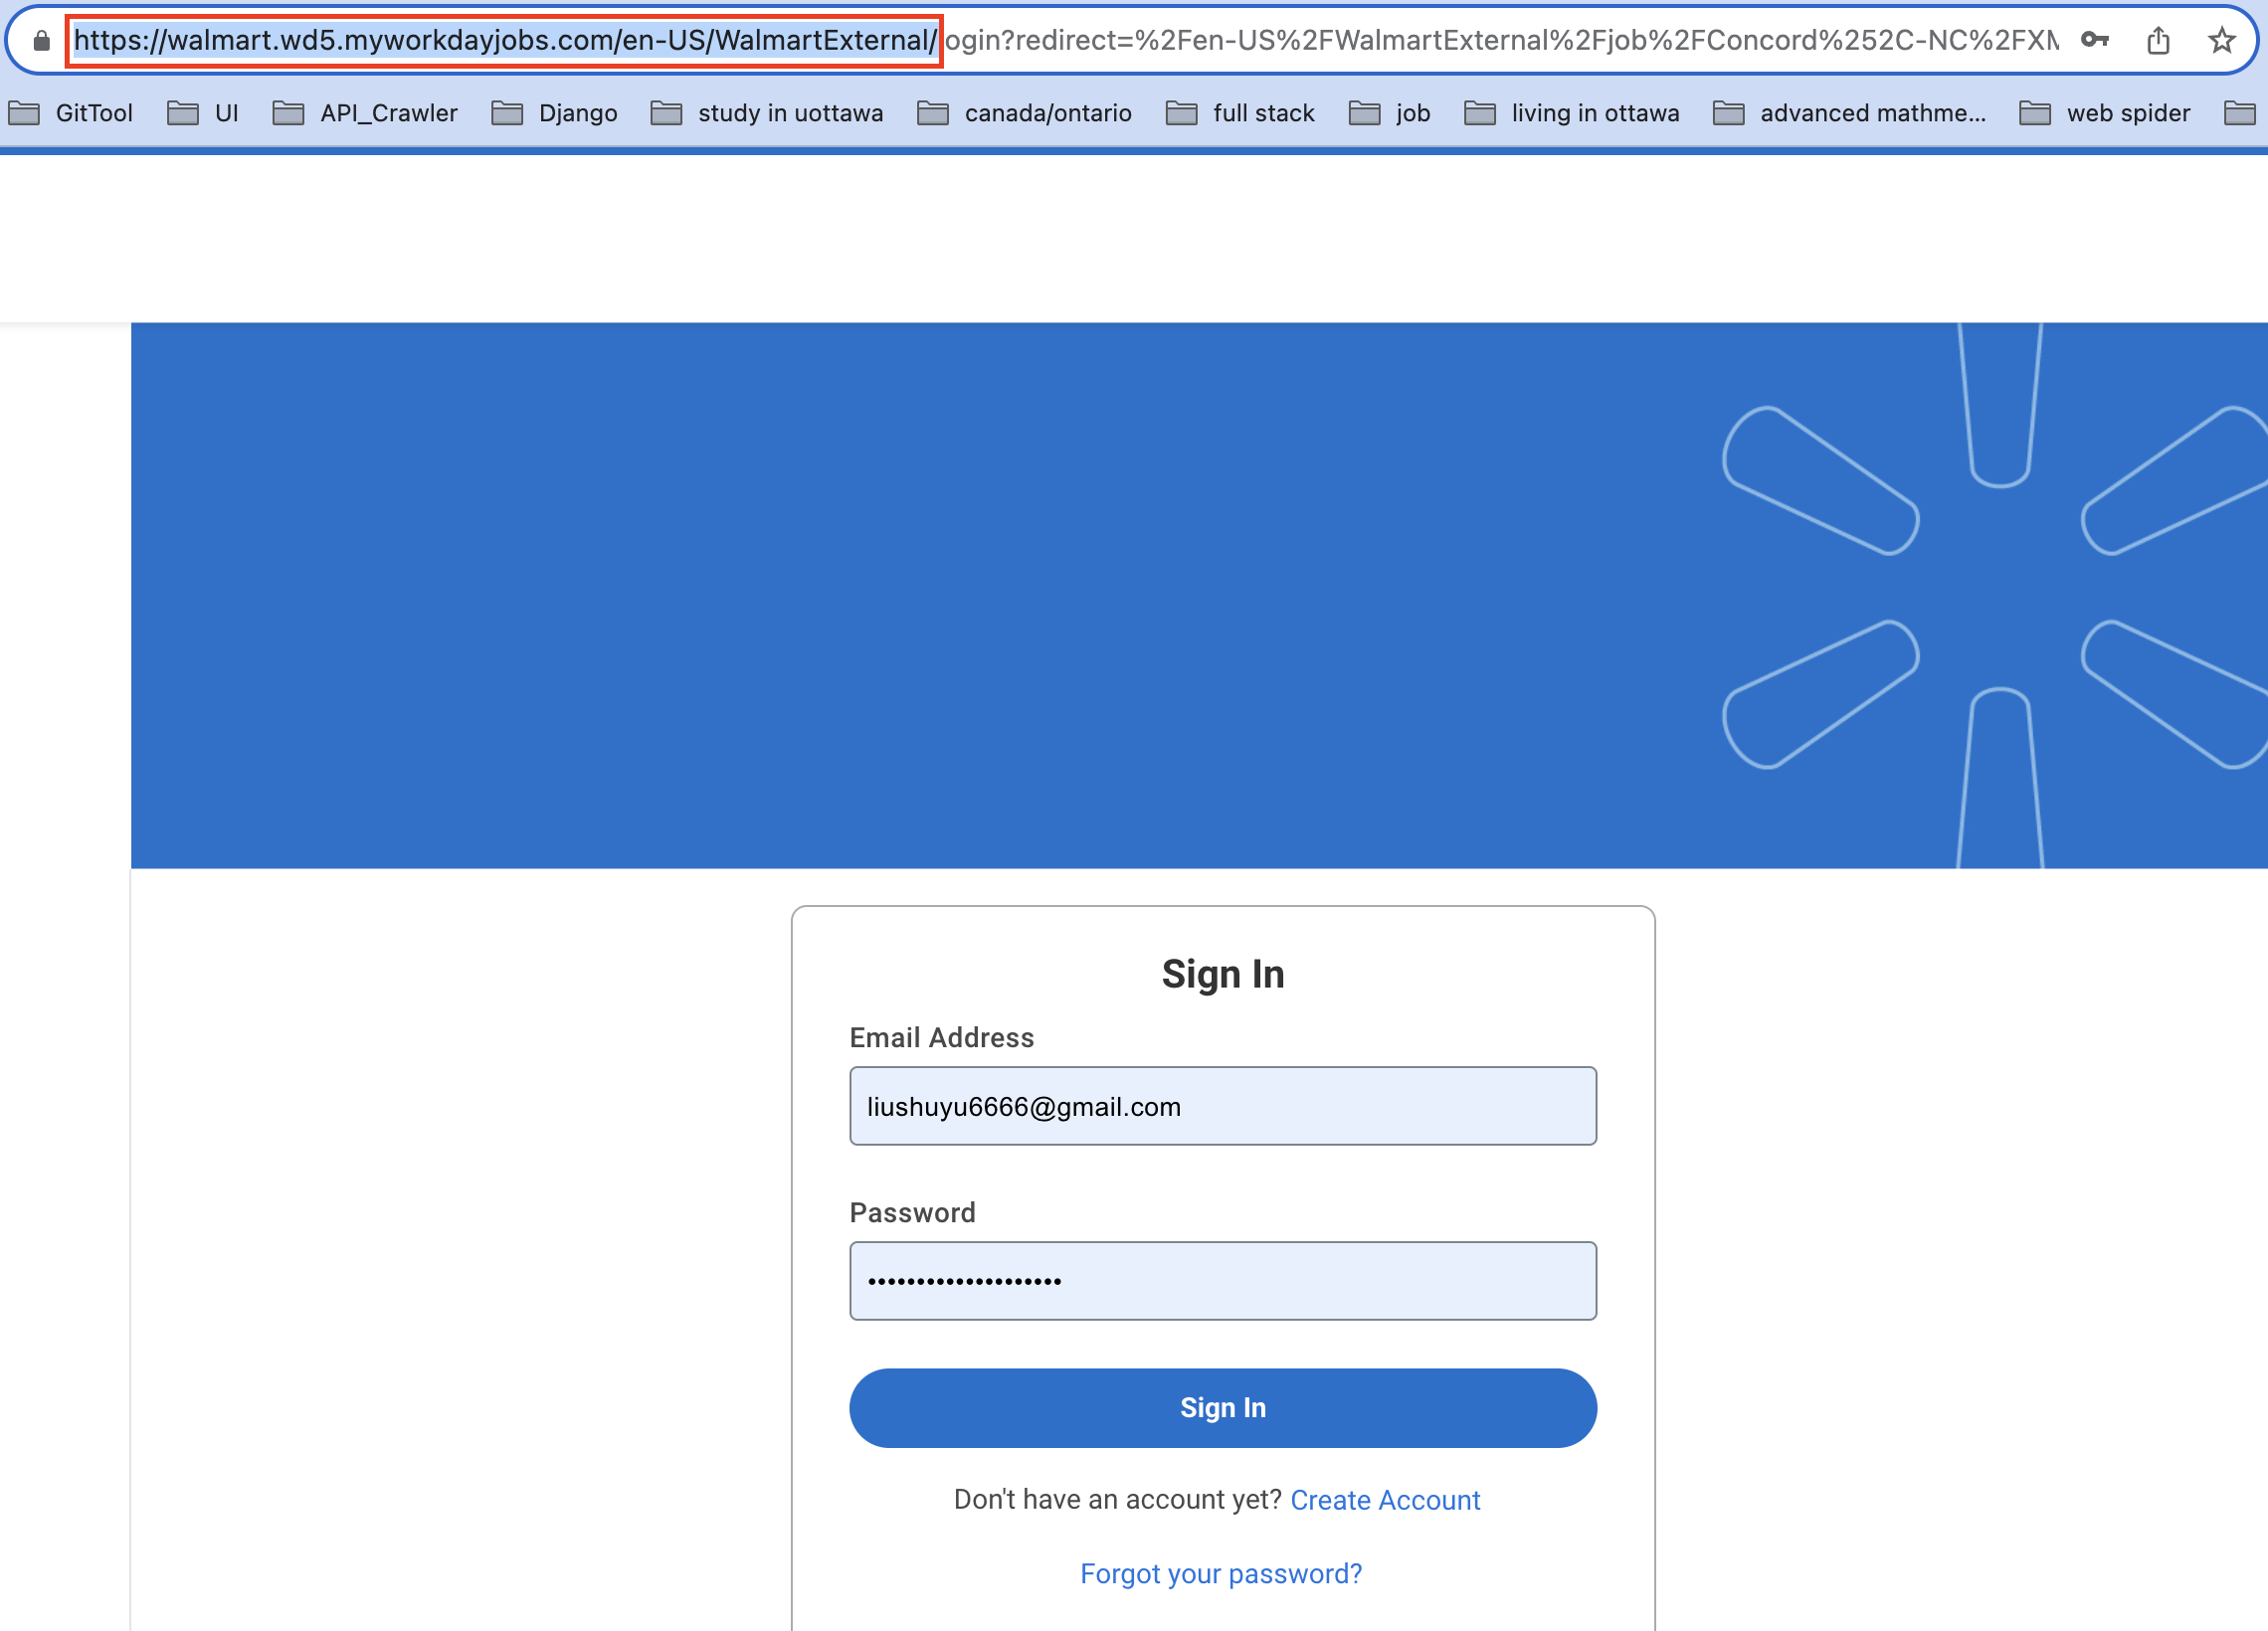 https://walmart.wd5.myworkdayjobs.com/en-US/WalmartExternal/login?redirect=%2Fen-US%2FWalmartExternal%2Fjob%2FConcord%252C-NC%2FXM
GitTool UI API_Crawler Django study in uottawa canada/ontario full stack job living in ottawa advanced mathme... web spider
Sign In
Email Address
liushuyu6666@gmail.com
Password
••••••••••••••••••••
Sign In
Don't have an account yet? Create Account
Forgot your password?